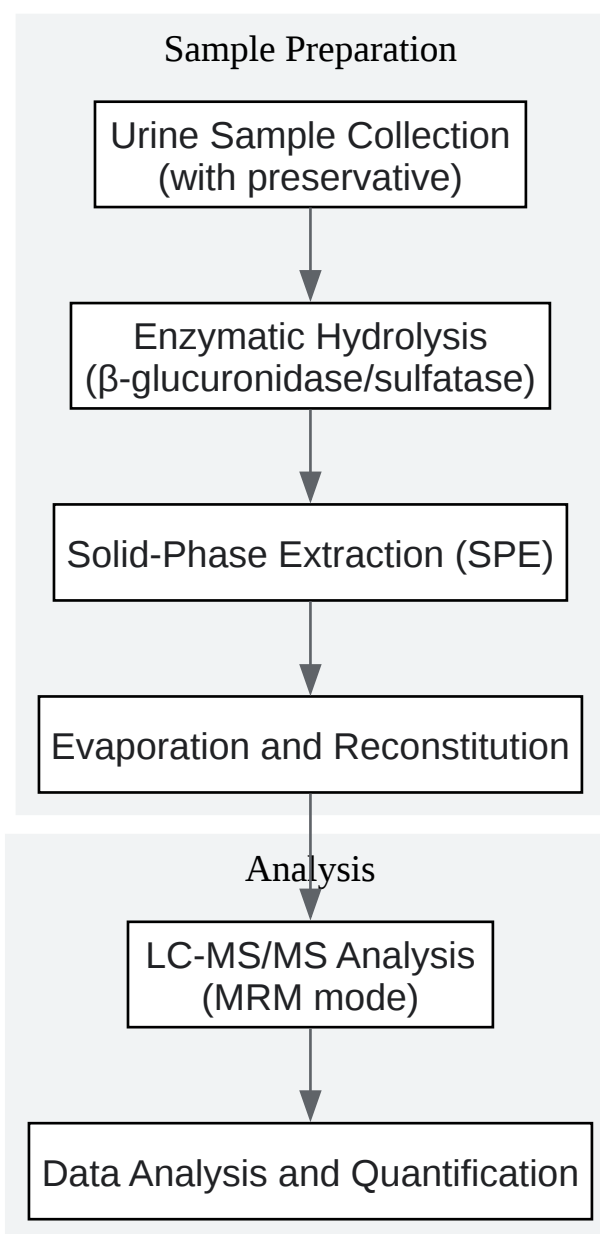 Sample Preparation
Urine Sample Collection
(with preservative)
Enzymatic Hydrolysis
(β-glucuronidase/sulfatase)
Solid-Phase Extraction (SPE)
Evaporation and Reconstitution
Analysis
LC-MS/MS Analysis
(MRM mode)
Data Analysis and Quantification